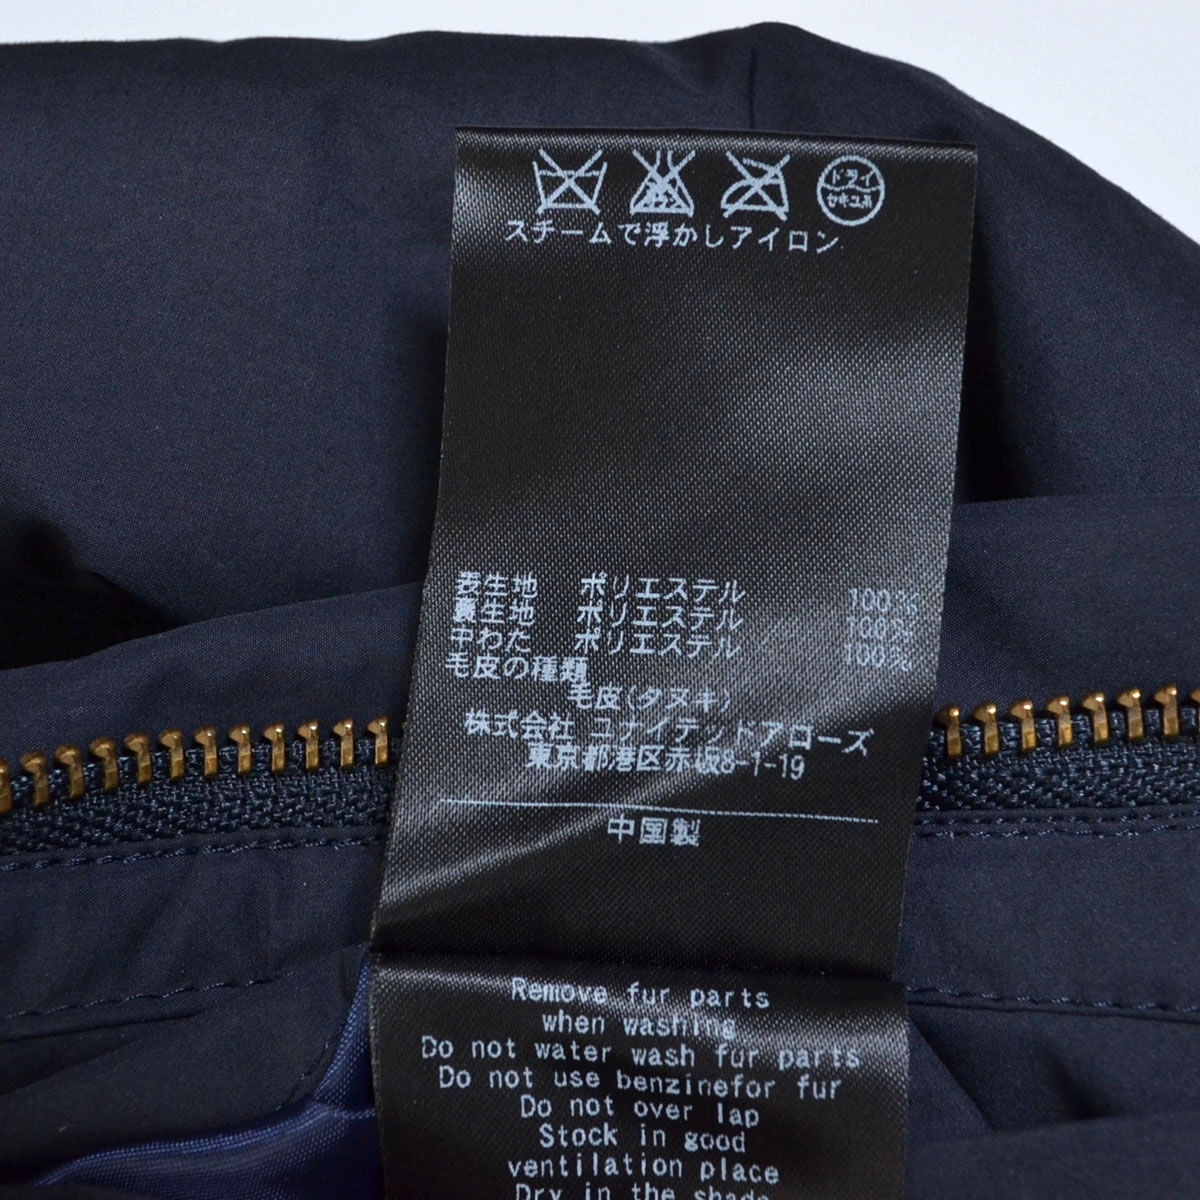 ドライ
セキユ系
スチームで浮かしアイロン
表生地 ポリエステル 100%
裏生地 ポリエステル 100%
中わた ポリエステル 100%
毛皮の種類
毛皮(タヌキ)
株式会社 ユナイテッドアローズ
東京都港区赤坂8-1-19
中国製
Remove fur parts
when washing
Do not water wash fur parts
Do not use benzinefor fur
Do not over lap
Stock in good
ventilation place
Dry in the shade